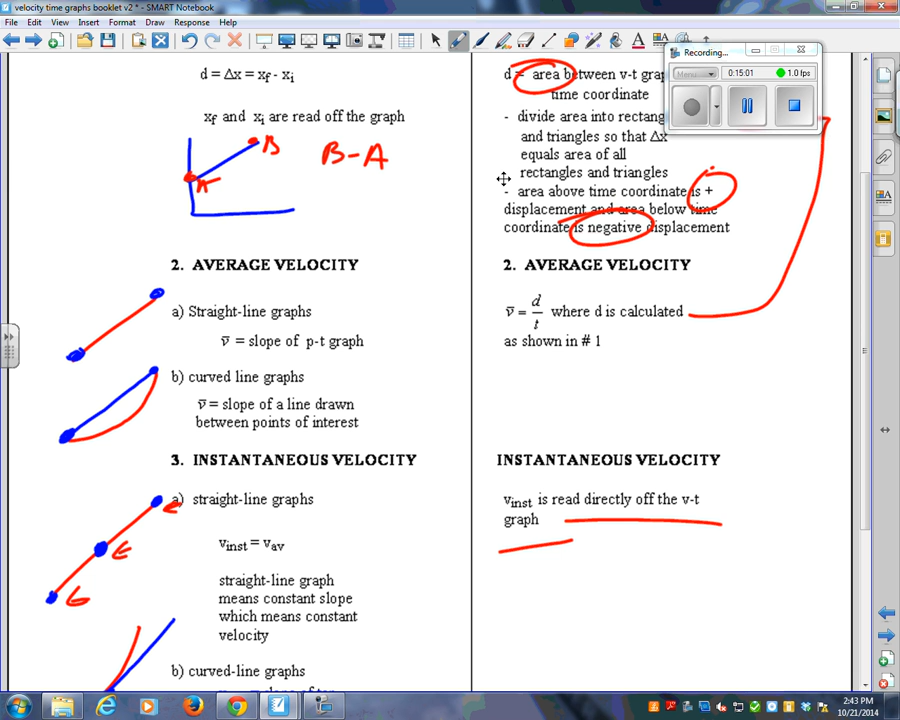 velocity time graphs booklet v2 * - SMART Notebook
File Edit View Insert Format Draw Response Tools Help
Recording...
Menu
0:15:01
1.0 fps
d = Δx = xf - xi
xf and xi are read off the graph
A
B
B-A
2. AVERAGE VELOCITY
a) Straight-line graphs
v̄ = slope of p-t graph
b) curved line graphs
v̄ = slope of a line drawn
between points of interest
3. INSTANTANEOUS VELOCITY
a) straight-line graphs
vinst = vav
straight-line graph
means constant slope
which means constant
velocity
b) curved-line graphs
d = area between v-t
time coordinate
- divide area into
and triangles so that Δx
equals area of all
rectangles and triangles
- area above time coordinate is +
displacement and area below time
coordinate is negative displacement
2. AVERAGE VELOCITY
v̄ = d/t where d is calculated
as shown in # 1
INSTANTANEOUS VELOCITY
vinst is read directly off the v-t
graph
2:43 PM
10/21/2014